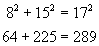 8² + 15² = 17²
64 + 225 = 289